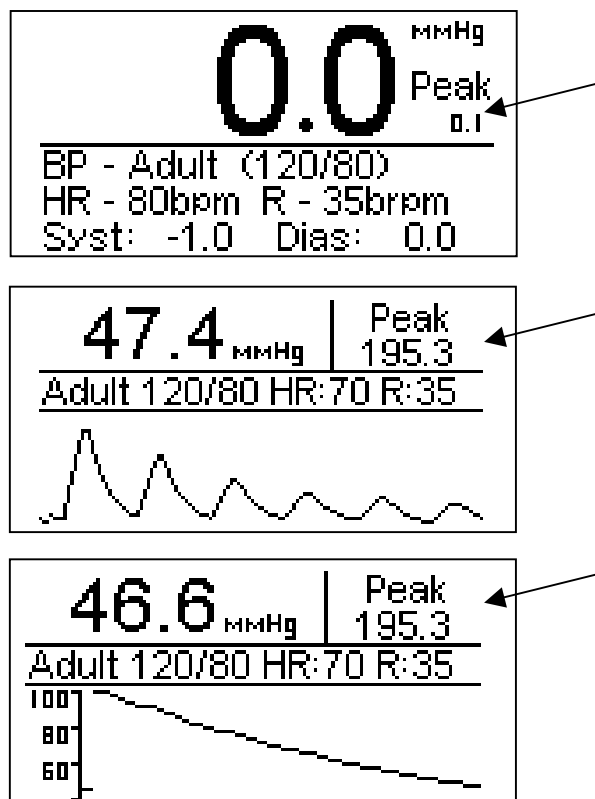 0.0 MMHg
Peak
0.1
BP - Adult (120/80)
HR - 80bpm R - 35brpm
Syst: -1.0 Dias: 0.0
47.4 MMHg Peak
195.3
Adult 120/80 HR:70 R:35
46.6 MMHg Peak
195.3
Adult 120/80 HR:70 R:35
100
80
60